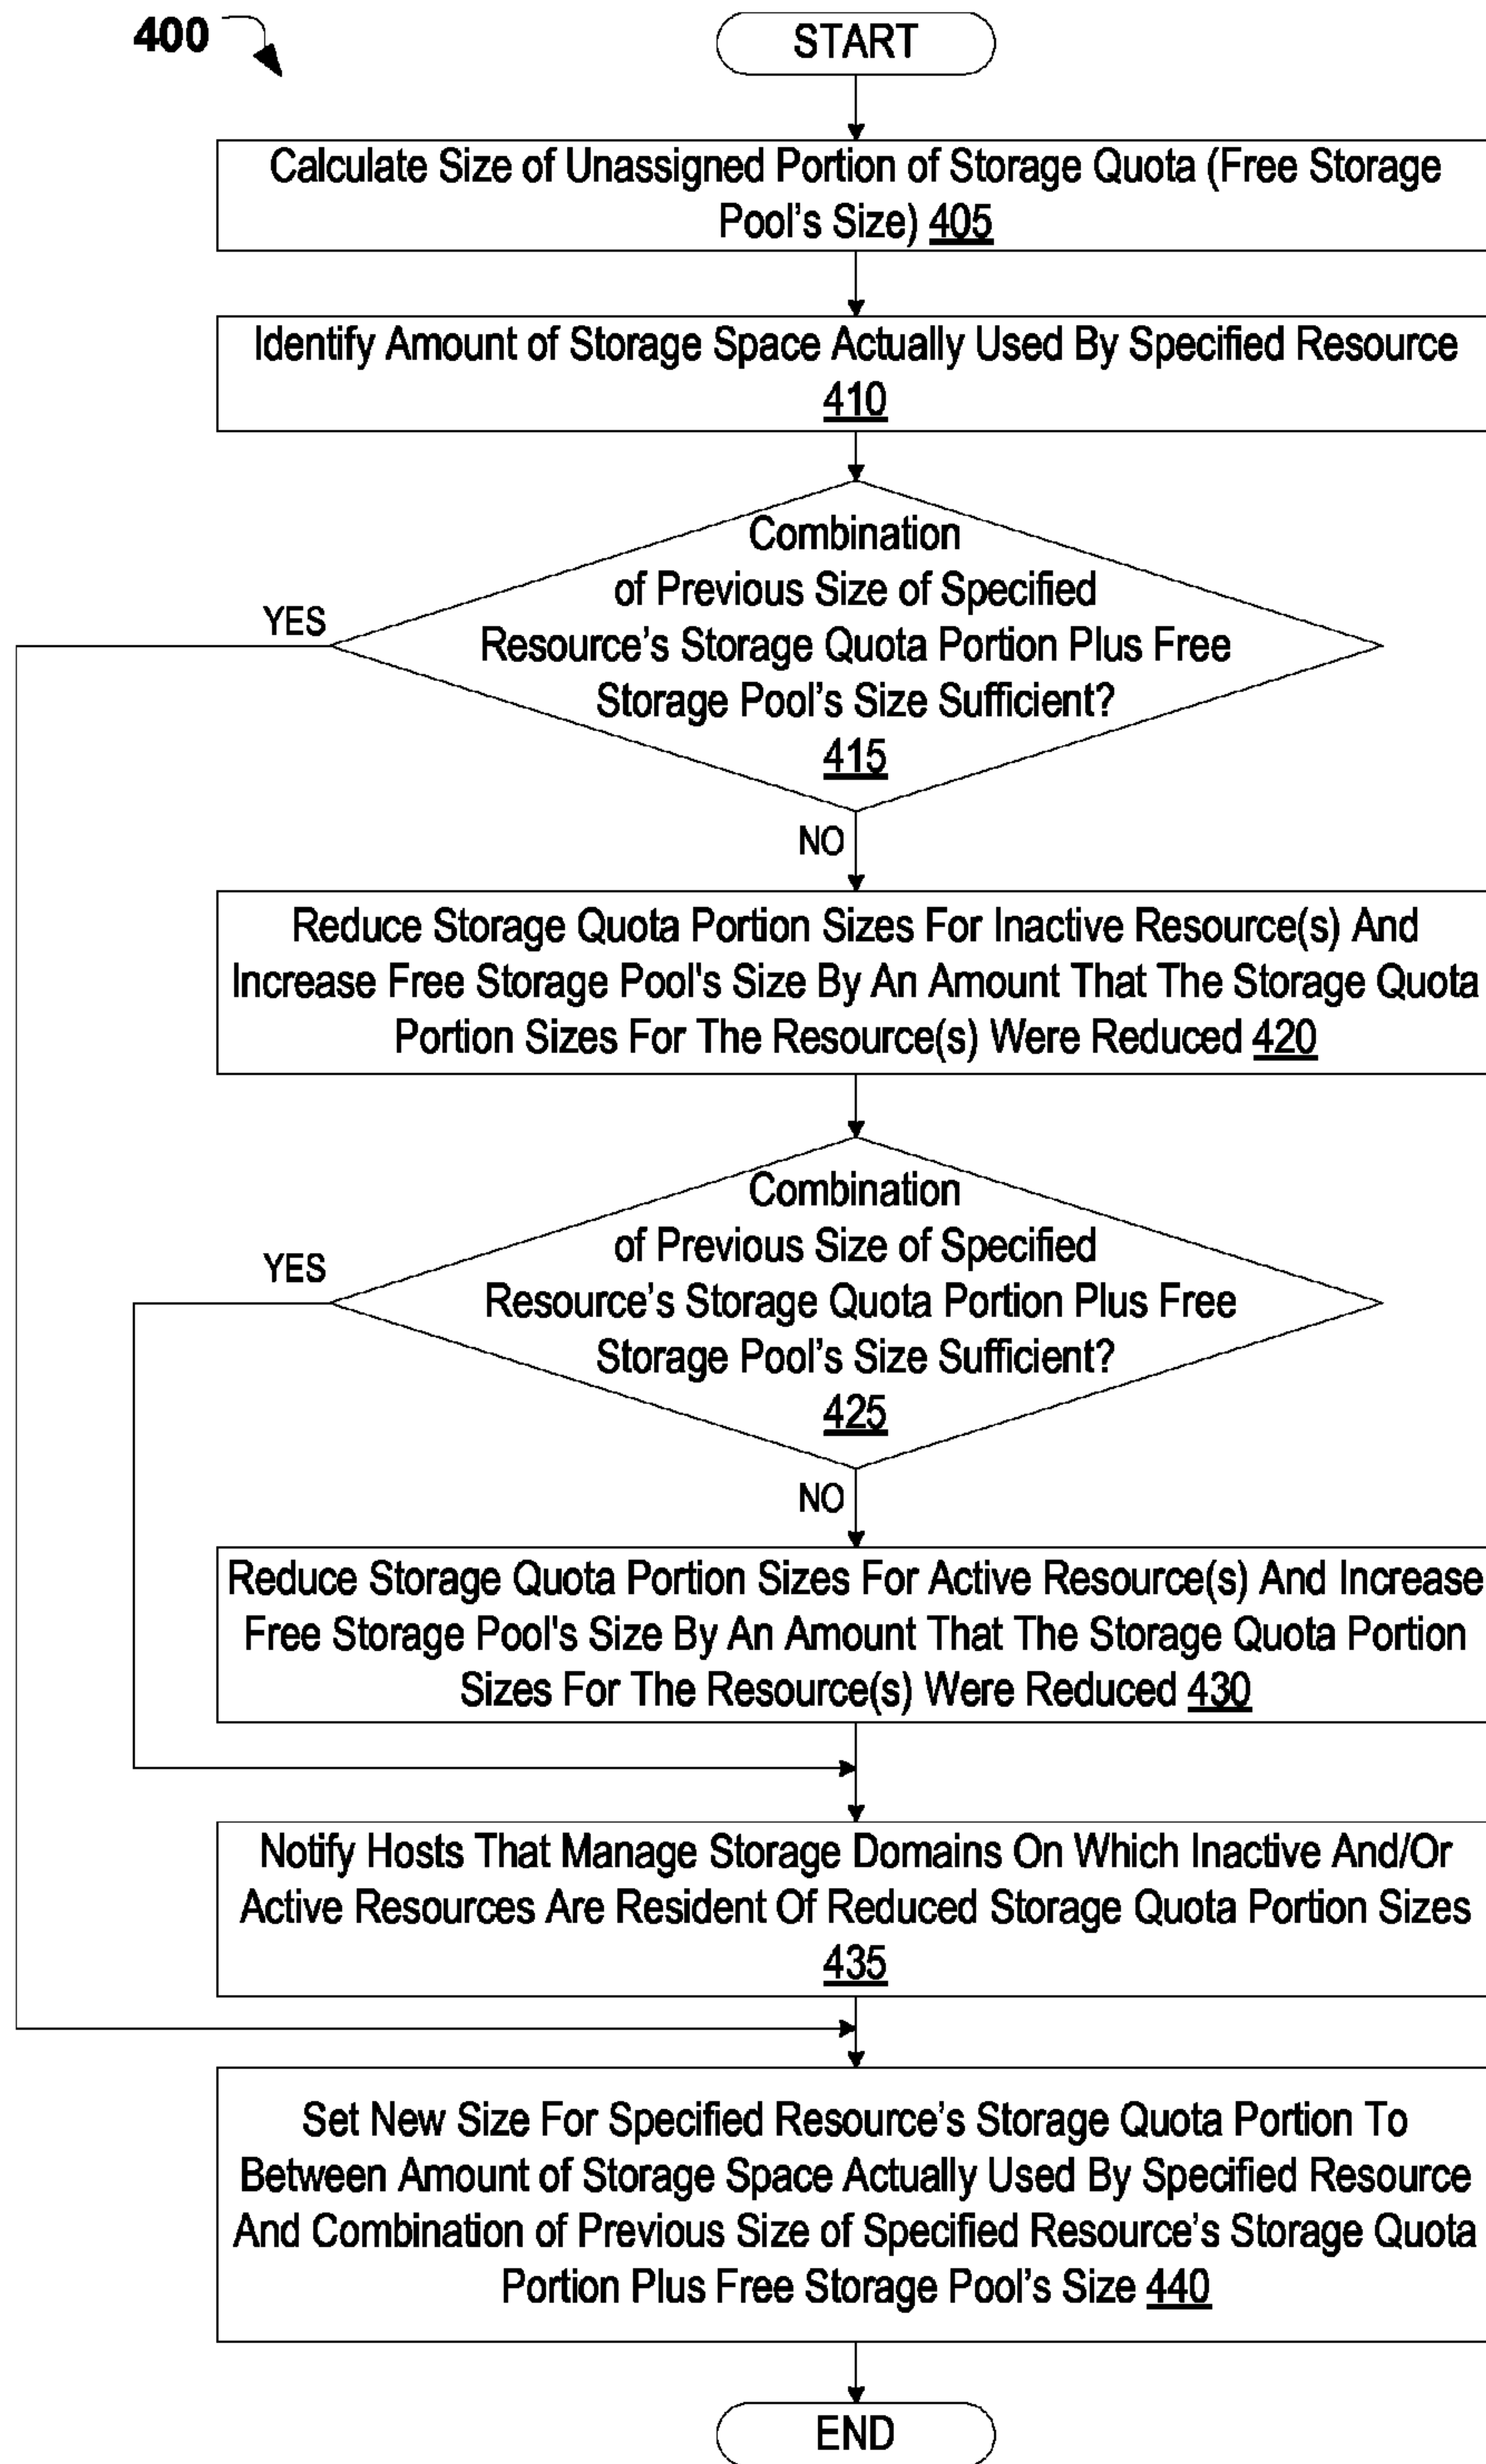 400
START
Calculate Size of Unassigned Portion of Storage Quota (Free Storage
Pool's Size) 405
Identify Amount of Storage Space Actually Used By Specified Resource
410
Combination
of Previous Size of Specified
Resource's Storage Quota Portion Plus Free
Storage Pool's Size Sufficient?
415
YES
NO
Reduce Storage Quota Portion Sizes For Inactive Resource(s) And
Increase Free Storage Pool's Size By An Amount That The Storage Quota
Portion Sizes For The Resource(s) Were Reduced 420
Combination
of Previous Size of Specified
Resource's Storage Quota Portion Plus Free
Storage Pool's Size Sufficient?
425
YES
NO
Reduce Storage Quota Portion Sizes For Active Resource(s) And Increase
Free Storage Pool's Size By An Amount That The Storage Quota Portion
Sizes For The Resource(s) Were Reduced 430
Notify Hosts That Manage Storage Domains On Which Inactive And/Or
Active Resources Are Resident Of Reduced Storage Quota Portion Sizes
435
Set New Size For Specified Resource's Storage Quota Portion To
Between Amount of Storage Space Actually Used By Specified Resource
And Combination of Previous Size of Specified Resource's Storage Quota
Portion Plus Free Storage Pool's Size 440
END